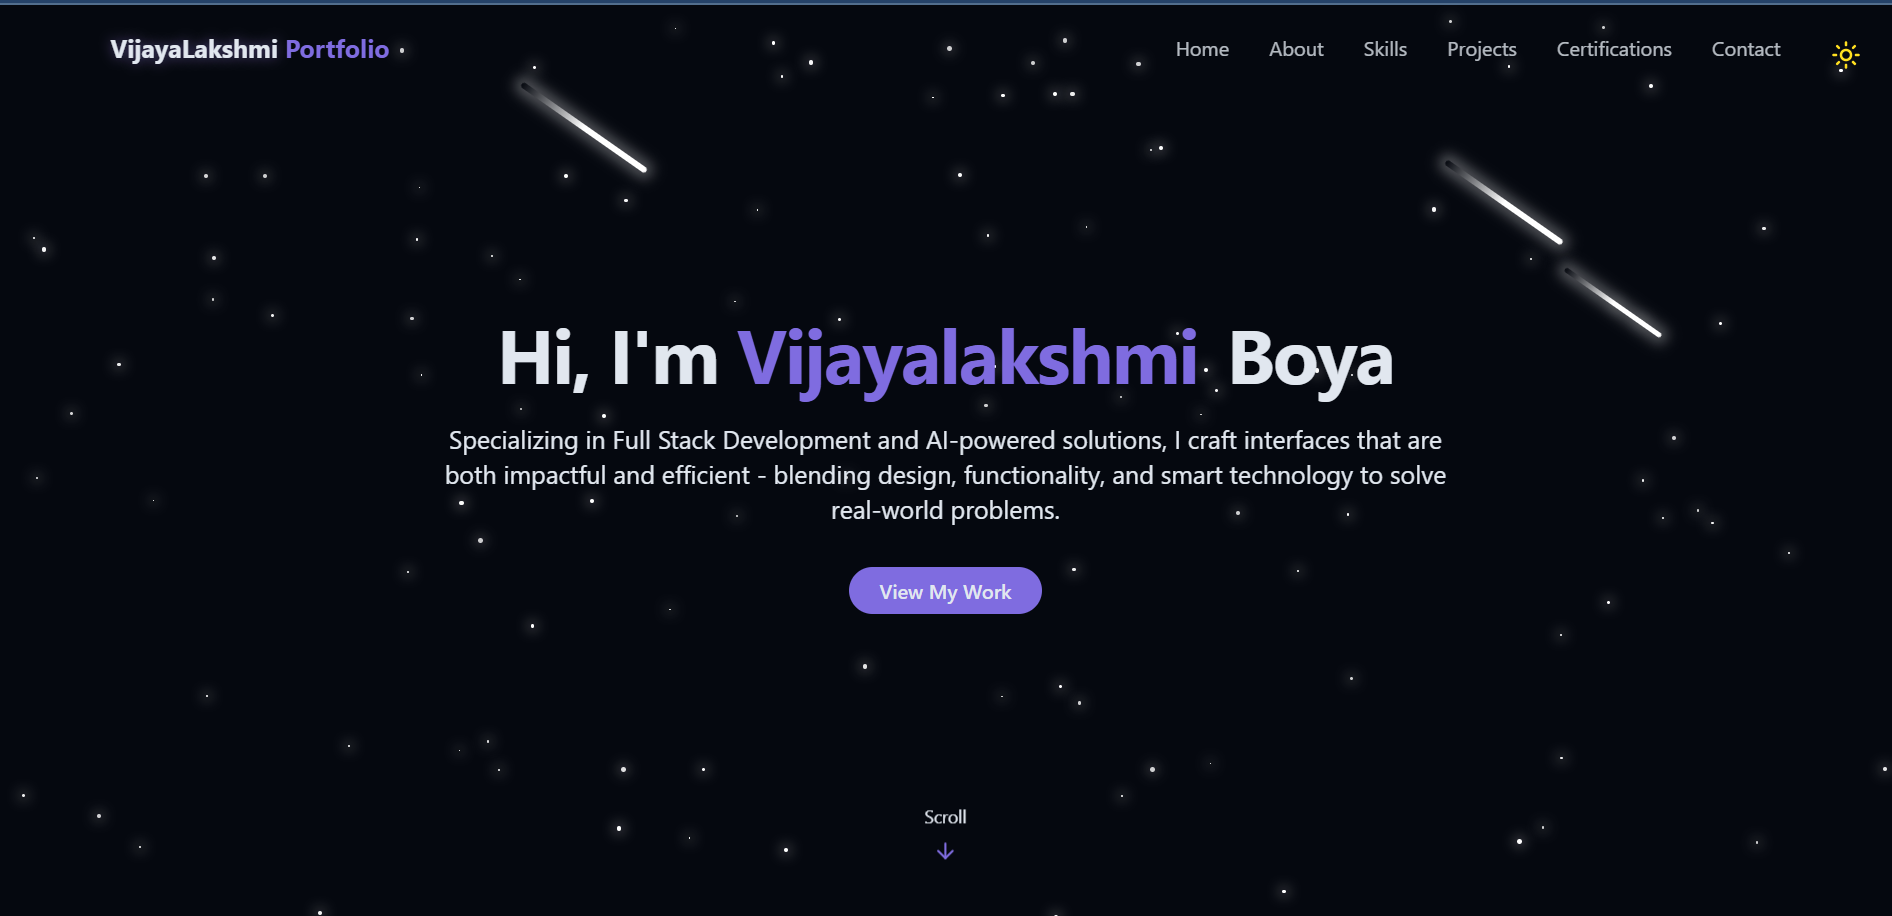 VijayaLakshmi Portfolio
Home About Skills Projects Certifications Contact
Hi, I'm Vijayalakshmi Boya
Specializing in Full Stack Development and AI-powered solutions, I craft interfaces that are
both impactful and efficient - blending design, functionality, and smart technology to solve
real-world problems.
View My Work
Scroll